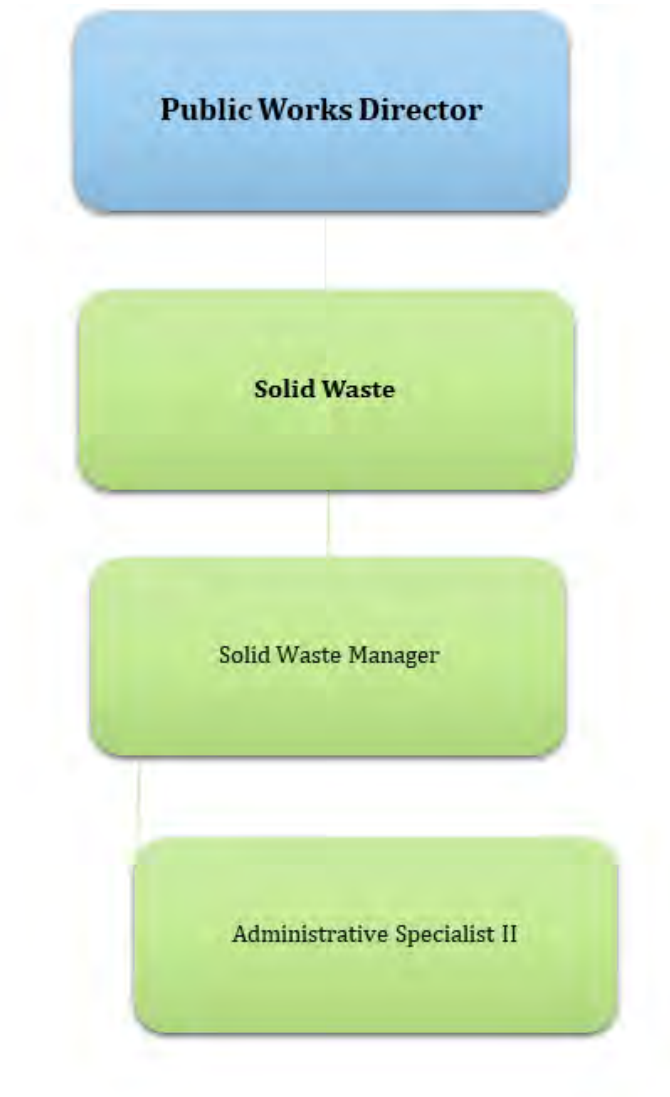 Public Works Director
Solid Waste
Solid Waste Manager
Administrative Specialist II